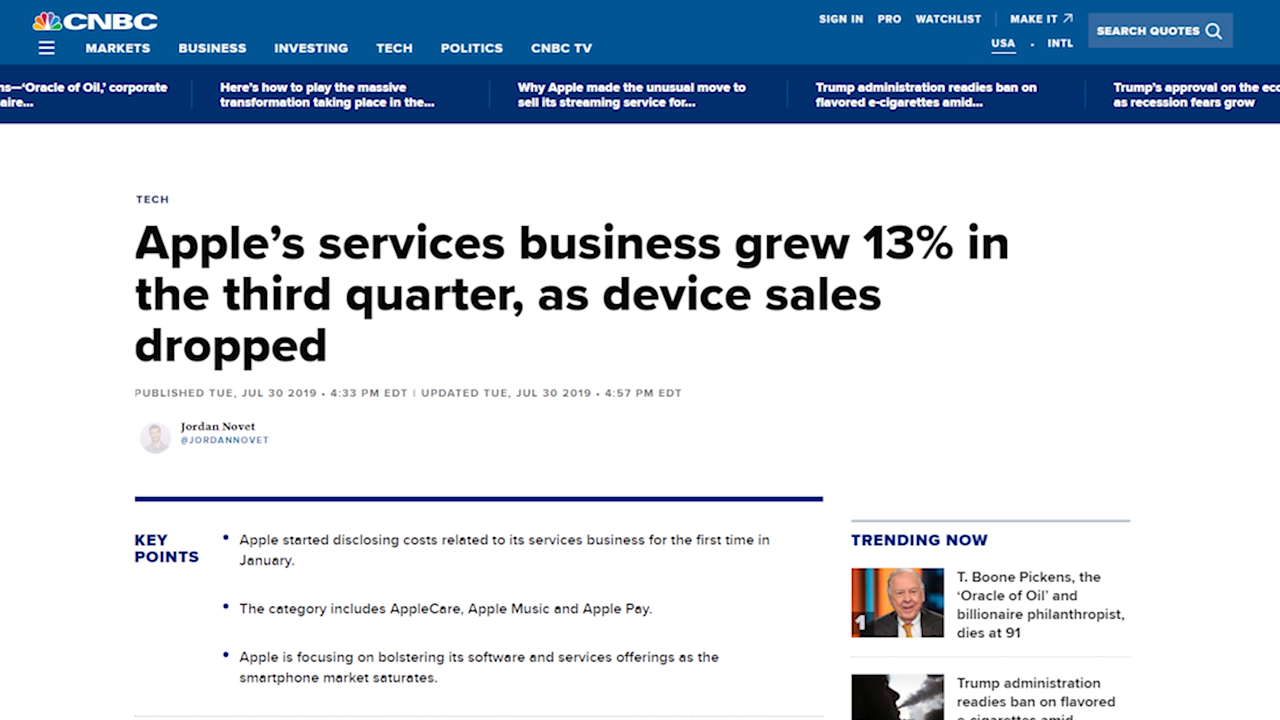 CNBC
SIGN IN PRO WATCHLIST MAKE IT
SEARCH QUOTES
USA · INTL
MARKETS BUSINESS INVESTING TECH POLITICS CNBC TV
‘Oracle of Oil,’ corporate
Here’s how to play the massive
transformation taking place in the...
Why Apple made the unusual move to
sell its streaming service for...
Trump administration readies ban on
flavored e-cigarettes amid...
Trump’s approval on the
as recession fears grow
TECH
Apple’s services business grew 13% in
the third quarter, as device sales
dropped
PUBLISHED TUE, JUL 30 2019 • 4:33 PM EDT | UPDATED TUE, JUL 30 2019 • 4:57 PM EDT
Jordan Novet
@JORDANNOVET
KEY
POINTS
• Apple started disclosing costs related to its services business for the first time in
January.
• The category includes AppleCare, Apple Music and Apple Pay.
• Apple is focusing on bolstering its software and services offerings as the
smartphone market saturates.
TRENDING NOW
1
T. Boone Pickens, the
‘Oracle of Oil’ and
billionaire philanthropist,
dies at 91
Trump administration
readies ban on flavored
e-cigarettes amid